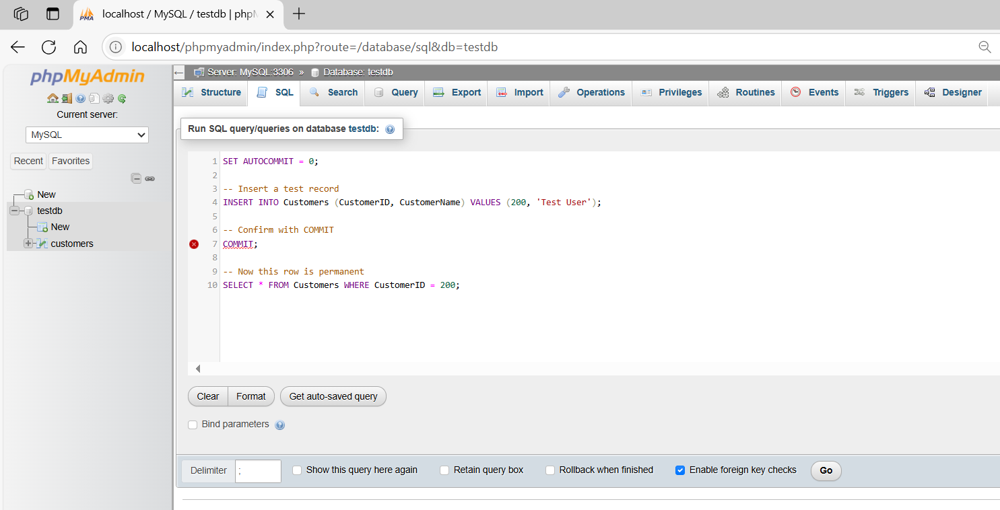 localhost / MySQL / testdb | phpM
localhost/phpmyadmin/index.php?route=/database/sql&db=testdb
phpMyAdmin
Current server:
MySQL
Recent Favorites
New
testdb
New
customers
Server: MySQL:3306 » Database: testdb
Structure SQL Search Query Export Import Operations Privileges Routines Events Triggers Designer
Run SQL query/queries on database testdb:
1 SET AUTOCOMMIT = 0;
2
3 -- Insert a test record
4 INSERT INTO Customers (CustomerID, CustomerName) VALUES (200, 'Test User');
5
6 -- Confirm with COMMIT
7 COMMIT;
8
9 -- Now this row is permanent
10 SELECT * FROM Customers WHERE CustomerID = 200;
Clear Format Get auto-saved query
Bind parameters
Delimiter ; Show this query here again Retain query box Rollback when finished Enable foreign key checks Go